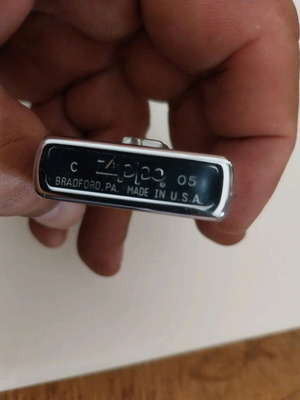 C Zippo 05
BRADFORD, PA. MADE IN U.S.A.